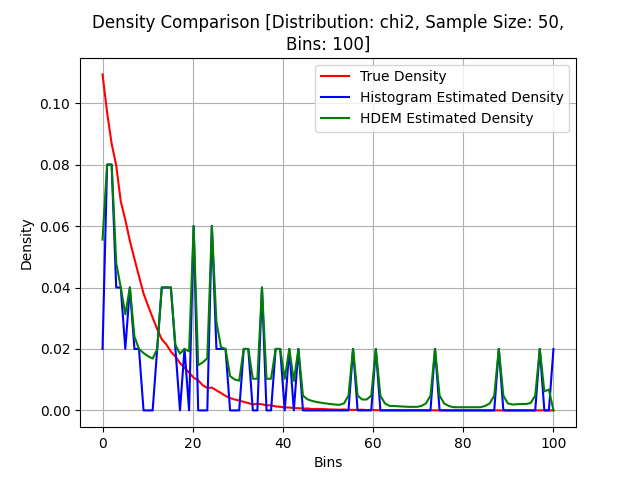 Density Comparison [Distribution: chi2, Sample Size: 50,
Bins: 100]
True Density
Histogram Estimated Density
HDEM Estimated Density
Density
0.10
0.08
0.06
0.04
0.02
0.00
0 20 40 60 80 100
Bins